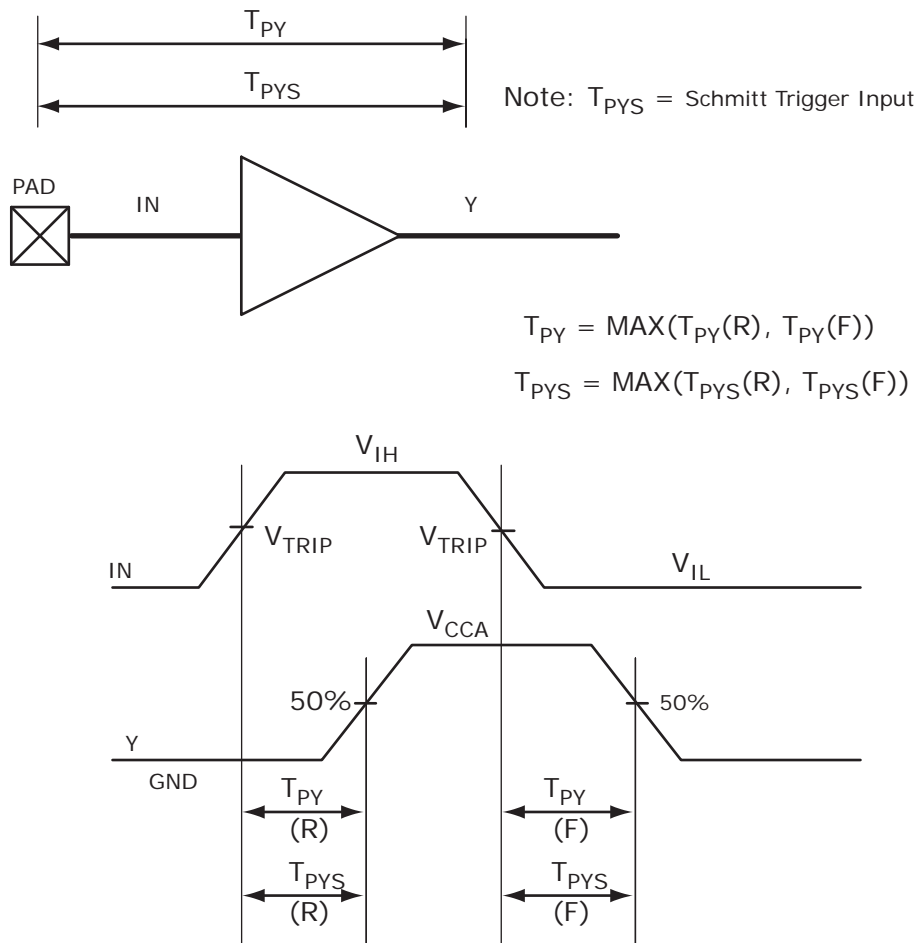 T_PY
T_PYS
Note: T_PYS = Schmitt Trigger Input
PAD
IN
Y
T_PY = MAX(T_PY(R), T_PY(F))
T_PYS = MAX(T_PYS(R), T_PYS(F))
V_IH
V_TRIP
V_TRIP
IN
V_IL
V_CCA
50%
50%
Y
GND
T_PY
(R)
T_PY
(F)
T_PYS
(R)
T_PYS
(F)